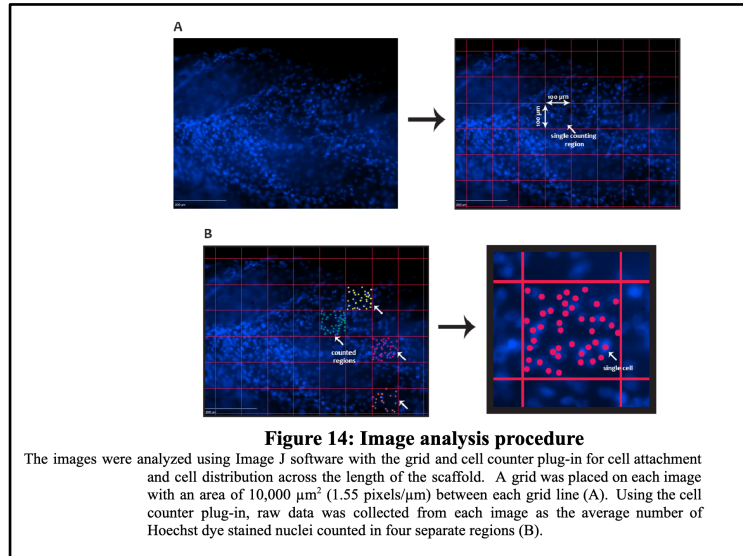 A
100 µm
100 µm
single counting
region
B
counted
regions
single cell
Figure 14: Image analysis procedure
The images were analyzed using Image J software with the grid and cell counter plug-in for cell attachment
and cell distribution across the length of the scaffold. A grid was placed on each image
with an area of 10,000 µm² (1.55 pixels/µm) between each grid line (A). Using the cell
counter plug-in, raw data was collected from each image as the average number of
Hoechst dye stained nuclei counted in four separate regions (B).